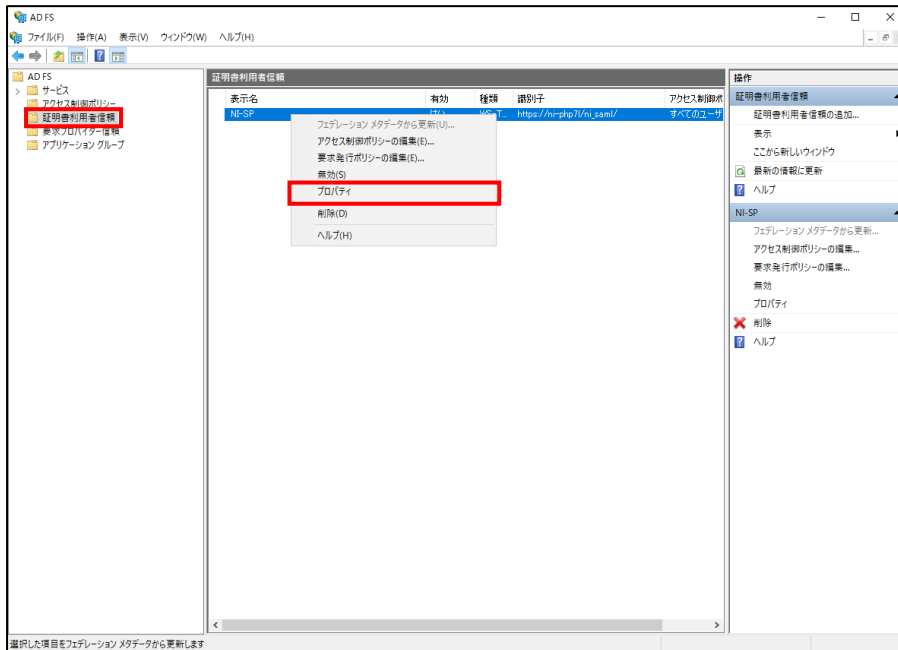 AD FS
ファイル(F) 操作(A) 表示(V) ウィンドウ(W) ヘルプ(H)
AD FS
サービス
アクセス制御ポリシー
証明書利用者信頼
要求プロバイダー信頼
アプリケーション グループ
証明書利用者信頼
表示名 有効 種類 識別子 アクセス制御ポ
NI-SP はい WS-T... https://ni-php71/ni_saml/ すべてのユーザ
フェデレーション メタデータから更新(U)...
アクセス制御ポリシーの編集(E)...
要求発行ポリシーの編集(E)...
無効(S)
プロパティ
削除(D)
ヘルプ(H)
操作
証明書利用者信頼
証明書利用者信頼の追加...
表示
ここから新しいウィンドウ
最新の情報に更新
ヘルプ
NI-SP
フェデレーション メタデータから更新...
アクセス制御ポリシーの編集...
要求発行ポリシーの編集...
無効
プロパティ
削除
ヘルプ
選択した項目をフェデレーション メタデータから更新します